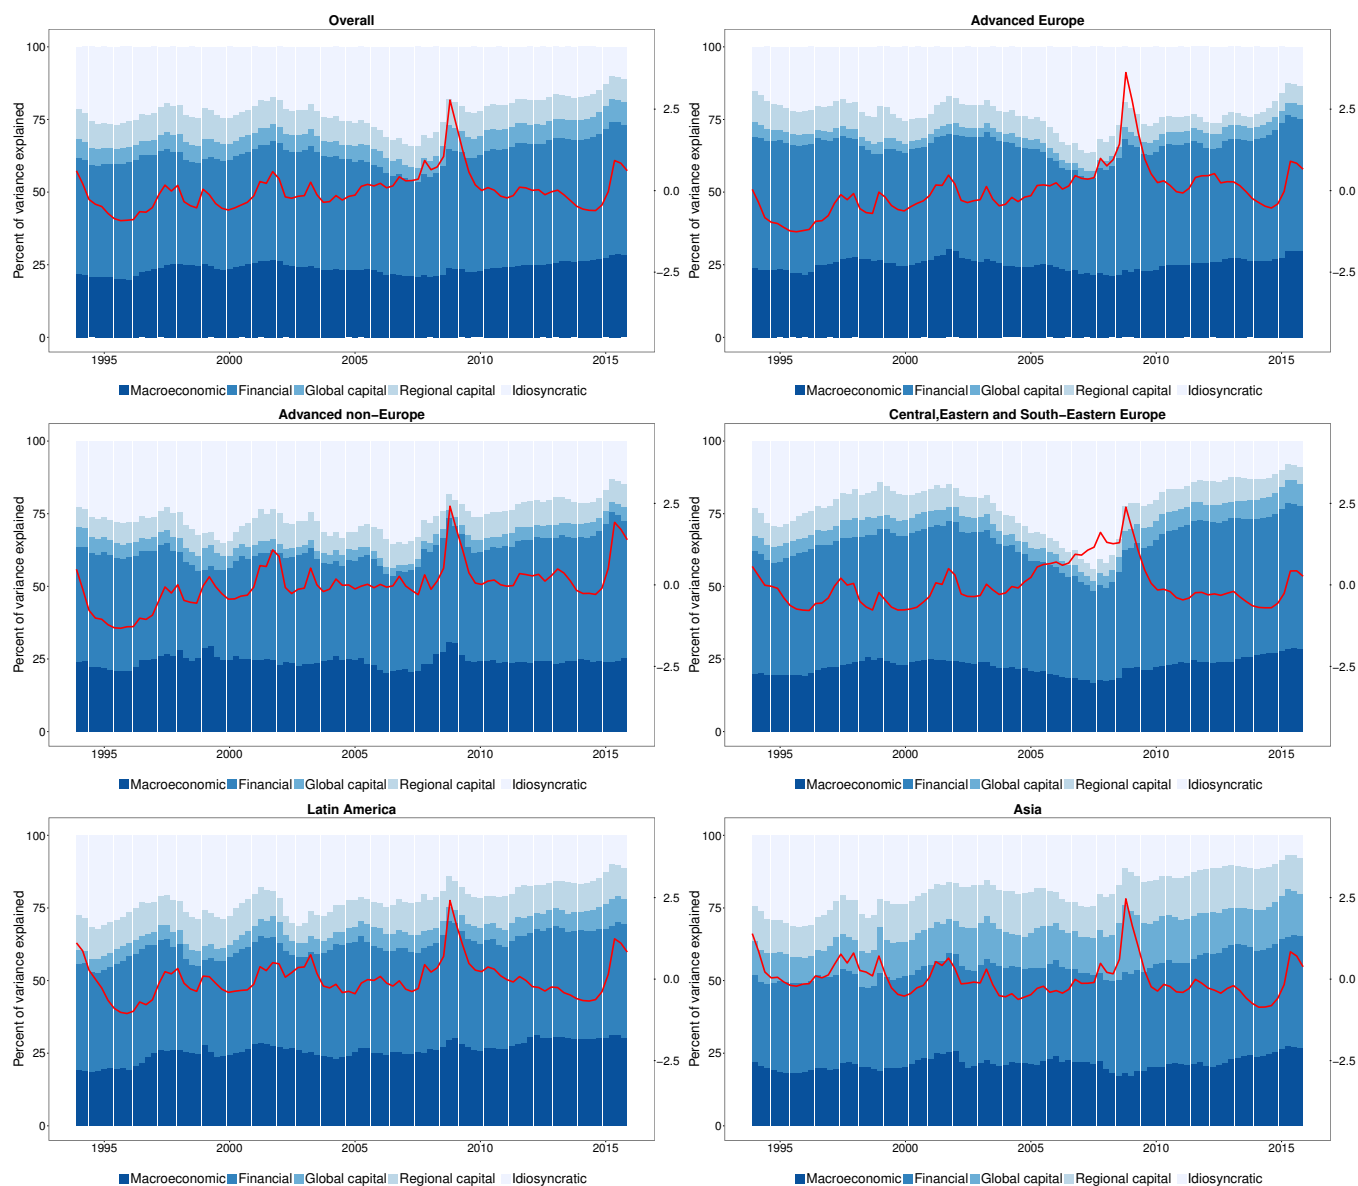 Overall
Percent of variance explained
100
75
50
25
0
2.5
0.0
−2.5
1995 2000 2005 2010 2015
Macroeconomic Financial Global capital Regional capital Idiosyncratic
Advanced Europe
Percent of variance explained
100
75
50
25
0
2.5
0.0
−2.5
1995 2000 2005 2010 2015
Macroeconomic Financial Global capital Regional capital Idiosyncratic
Advanced non−Europe
Percent of variance explained
100
75
50
25
0
2.5
0.0
−2.5
1995 2000 2005 2010 2015
Macroeconomic Financial Global capital Regional capital Idiosyncratic
Central,Eastern and South−Eastern Europe
Percent of variance explained
100
75
50
25
0
2.5
0.0
−2.5
1995 2000 2005 2010 2015
Macroeconomic Financial Global capital Regional capital Idiosyncratic
Latin America
Percent of variance explained
100
75
50
25
0
2.5
0.0
−2.5
1995 2000 2005 2010 2015
Macroeconomic Financial Global capital Regional capital Idiosyncratic
Asia
Percent of variance explained
100
75
50
25
0
2.5
0.0
−2.5
1995 2000 2005 2010 2015
Macroeconomic Financial Global capital Regional capital Idiosyncratic